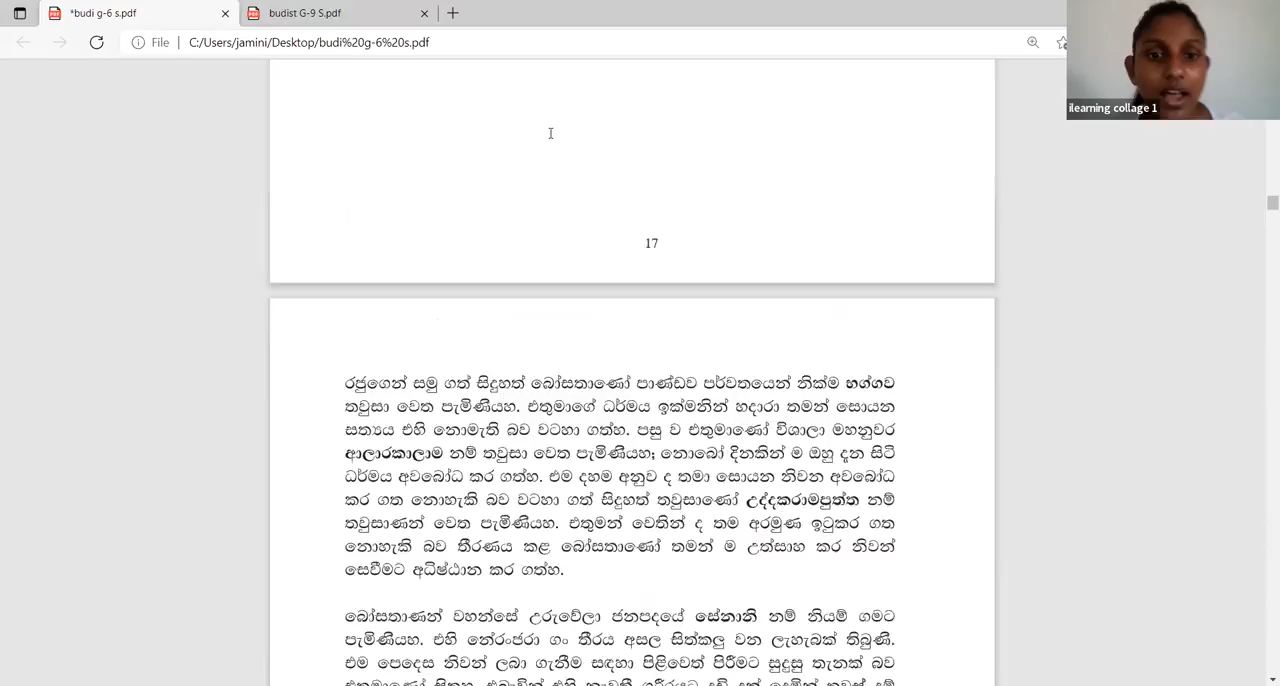 *budi g-6 s.pdf
budist G-9 S.pdf
File
C:/Users/jamini/Desktop/budi%20g-6%20s.pdf
ilearning collage 1
17
රජුගෙන් සමු ගත් සිදුහත් බෝසතාණෝ පාණ්ඩව පර්වතයෙන් නික්ම භග්ගව
තවුසා වෙත පැමිණියහ. එතුමාගේ ධර්මය ඉක්මනින් හදාරා තමන් සොයන
සත්‍යය එහි නොමැති බව වටහා ගත්හ. පසු ව එතුමාණෝ විශාලා මහනුවර
ආලාරකාලාම නම් තවුසා වෙත පැමිණියහ; නොබෝ දිනකින් ම ඔහු දැන සිටි
ධර්මය අවබෝධ කර ගත්හ. එම දහම අනුව ද තමා සොයන නිවන අවබෝධ
කර ගත නොහැකි බව වටහා ගත් සිදුහත් තවුසාණෝ උද්දකරාමපුත්ත නම්
තවුසාණන් වෙත පැමිණියහ. එතුමන් වෙතින් ද තම අරමුණ ඉටුකර ගත
නොහැකි බව තීරණය කළ බෝසතාණෝ තමන් ම උත්සාහ කර නිවන්
සෙවීමට අධිෂ්ඨාන කර ගත්හ.
බෝසතාණන් වහන්සේ උරුවේලා ජනපදයේ සේනානි නම් නියම් ගමට
පැමිණියහ. එහි නේරංජරා ගං තීරය අසල සිත්කලු වන ලැහැබක් තිබුණි.
එම පෙදෙස නිවන් ලබා ගැනීම සඳහා පිළිවෙත් පිරීමට සුදුසු තැනක් බව